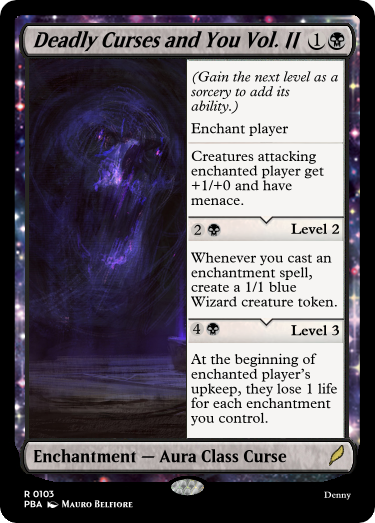 Deadly Curses and You Vol. II 1
(Gain the next level as a
sorcery to add its
ability.)
Enchant player
Creatures attacking
enchanted player get
+1/+0 and have
menace.
2 Level 2
Whenever you cast an
enchantment spell,
create a 1/1 blue
Wizard creature token.
4 Level 3
At the beginning of
enchanted player's
upkeep, they lose 1 life
for each enchantment
you control.
Enchantment — Aura Class Curse
R 0103
PBA Mauro Belfiore
Denny